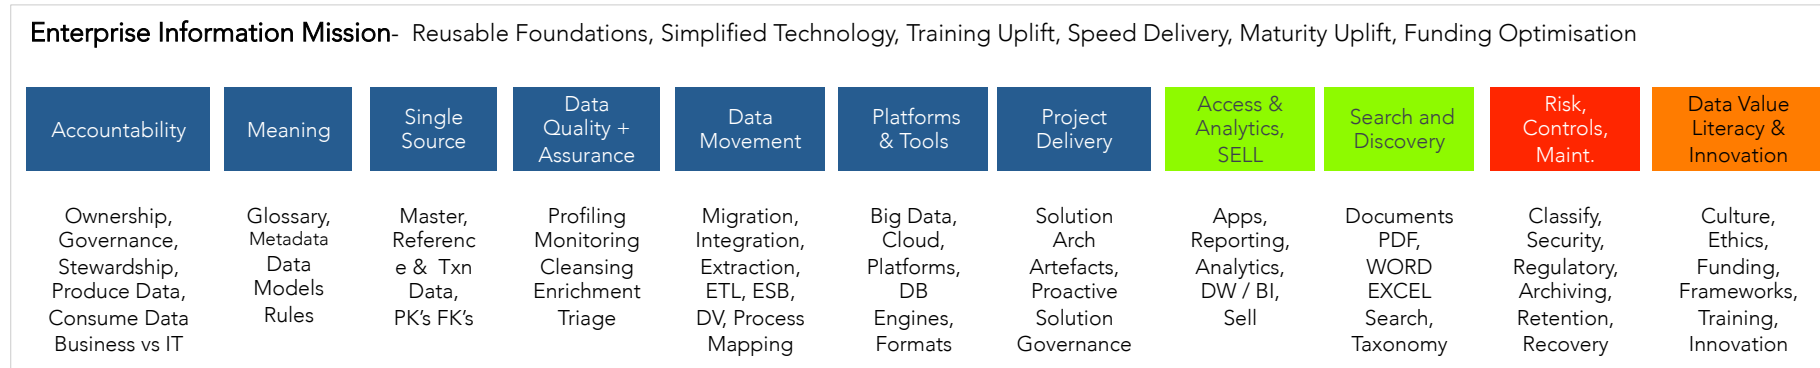 Enterprise Information Mission- Reusable Foundations, Simplified Technology, Training Uplift, Speed Delivery, Maturity Uplift, Funding Optimisation
Accountability
Meaning
Single
Source
Data
Quality +
Assurance
Data
Movement
Platforms
& Tools
Project
Delivery
Access &
Analytics,
SELL
Search and
Discovery
Risk,
Controls,
Maint.
Data Value
Literacy &
Innovation
Ownership,
Governance,
Stewardship,
Produce Data,
Consume Data
Business vs IT
Glossary,
Metadata
Data
Models
Rules
Master,
Referenc
e & Txn
Data,
PK’s FK’s
Profiling
Monitoring
Cleansing
Enrichment
Triage
Migration,
Integration,
Extraction,
ETL, ESB,
DV, Process
Mapping
Big Data,
Cloud,
Platforms,
DB
Engines,
Formats
Solution
Arch
Artefacts,
Proactive
Solution
Governance
Apps,
Reporting,
Analytics,
DW / BI,
Sell
Documents
PDF,
WORD
EXCEL
Search,
Taxonomy
Classify,
Security,
Regulatory,
Archiving,
Retention,
Recovery
Culture,
Ethics,
Funding,
Frameworks,
Training,
Innovation